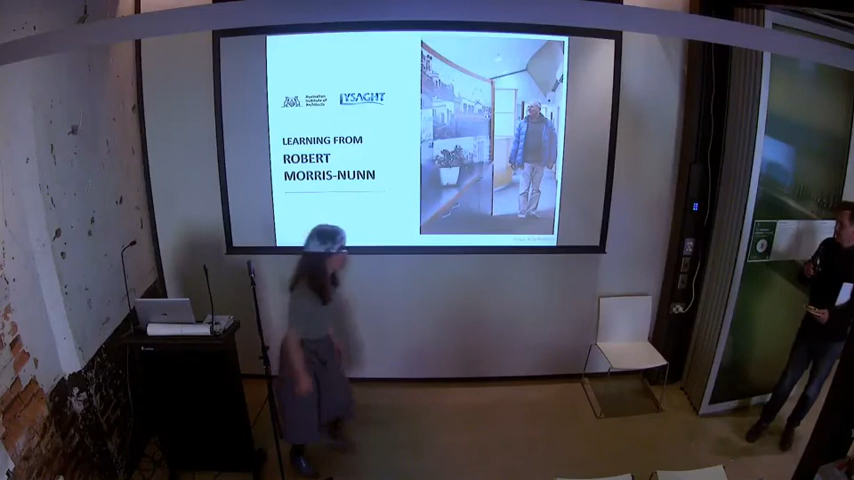 Australian
Institute of
Architects
LYSAGHT
LEARNING FROM
ROBERT
MORRIS-NUNN